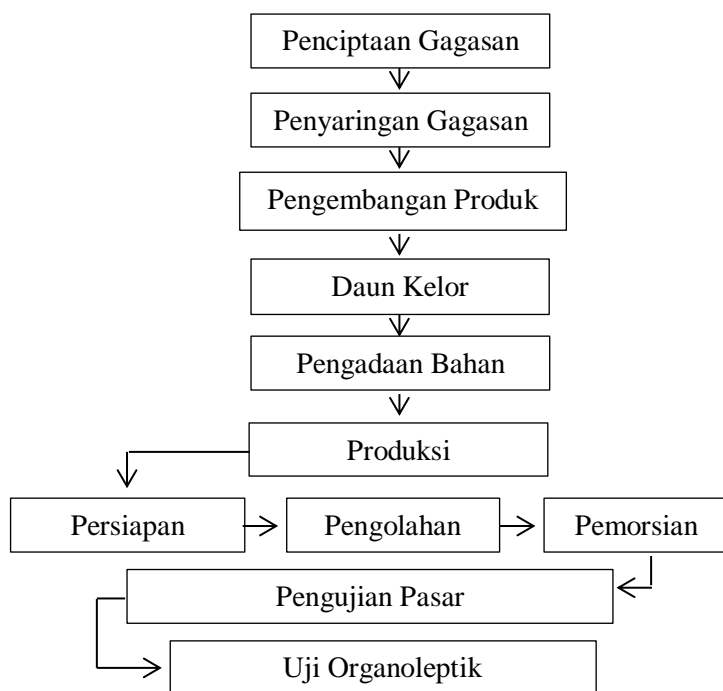 Penciptaan Gagasan
Penyaringan Gagasan
Pengembangan Produk
Daun Kelor
Pengadaan Bahan
Produksi
Persiapan
Pengolahan
Pemorsian
Pengujian Pasar
Uji Organoleptik